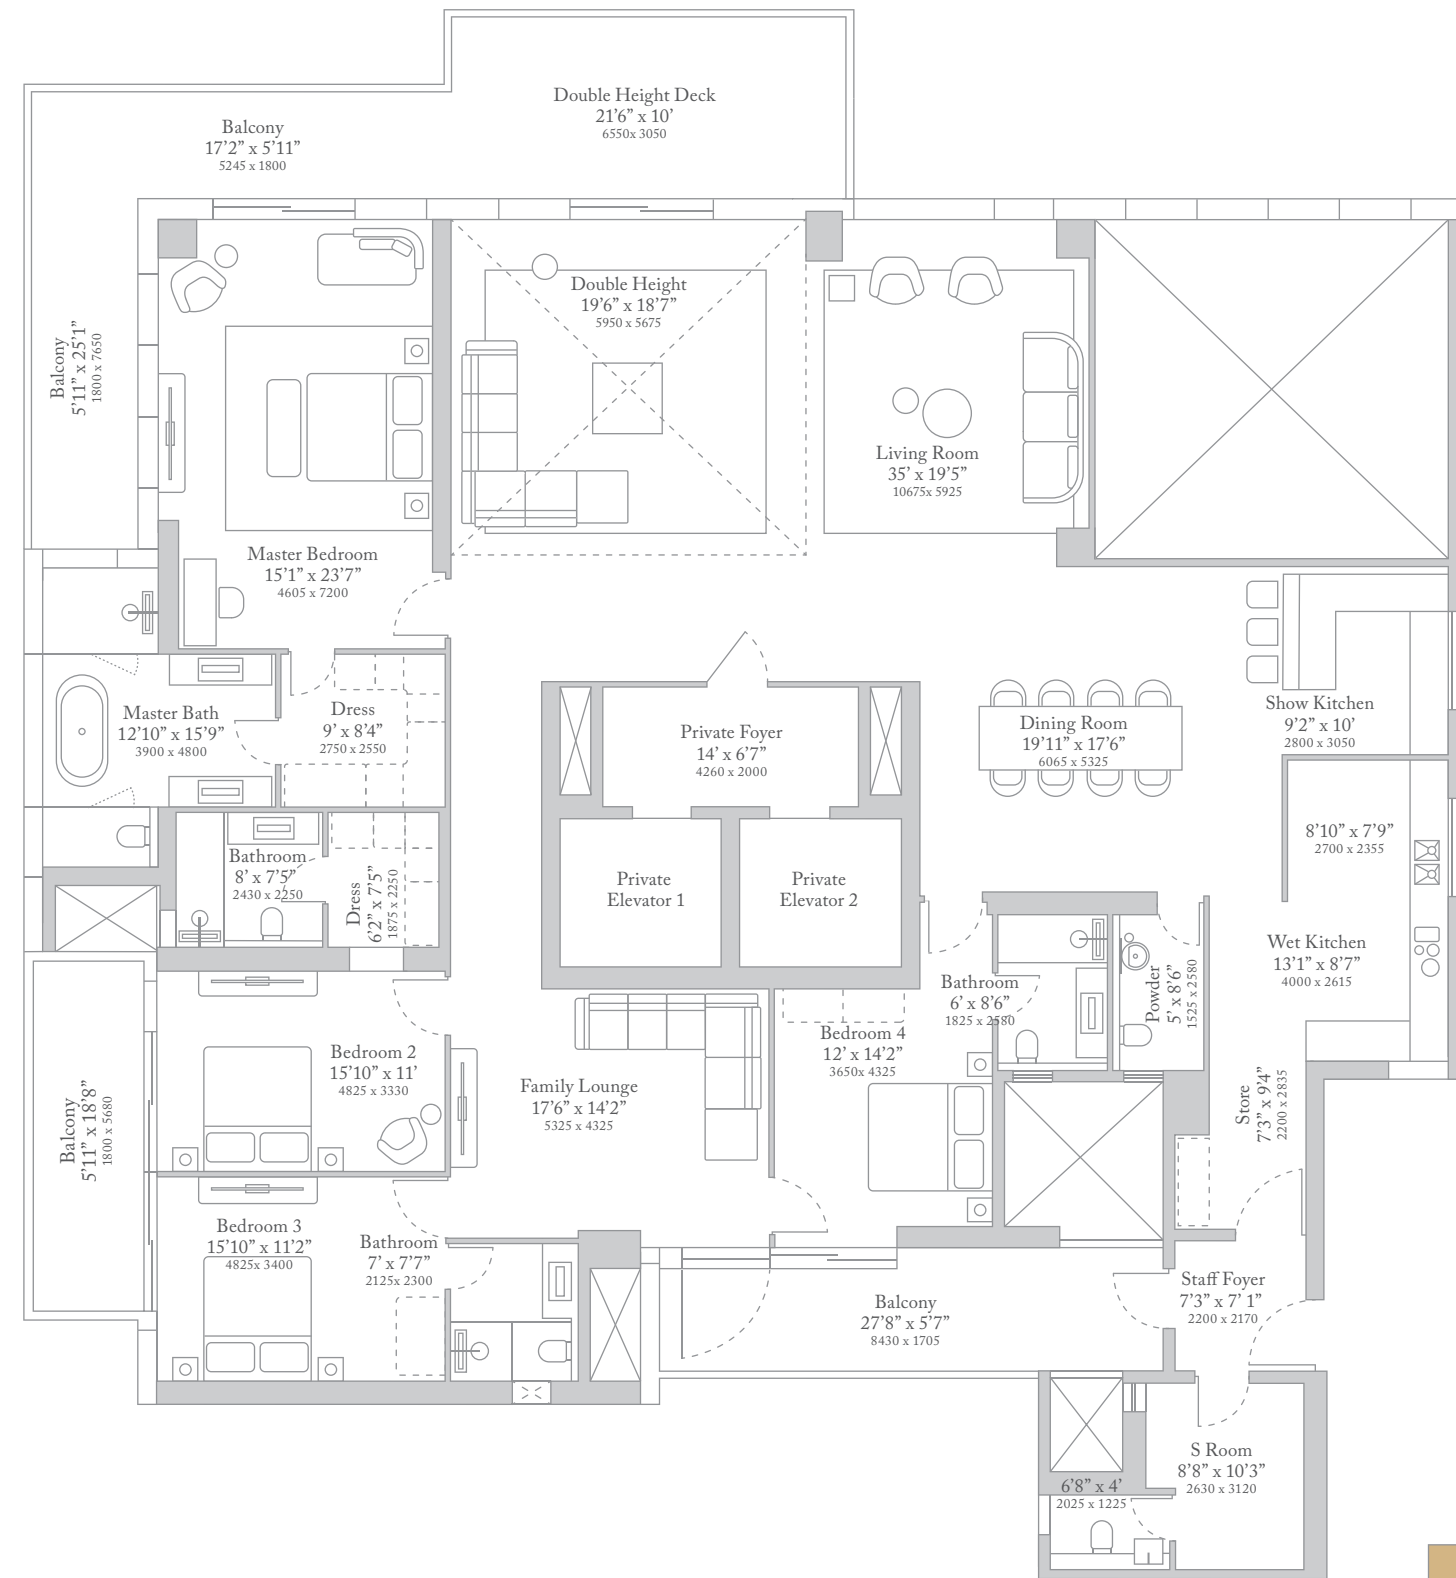 Double Height Deck
21’6” x 10’
6550x 3050
Balcony
17’2” x 5’11”
5245 x 1800
Double Height
19’6” x 18’7”
5950 x 5675
Balcony
5’11” x 25’1”
1800 x 7650
Living Room
35’ x 19’5”
10675x 5925
Master Bedroom
15’1” x 23’7”
4605 x 7200
Master Bath
12’10” x 15’9”
3900 x 4800
Dress
9’ x 8’4”
2750 x 2550
Private Foyer
14’ x 6’7”
4260 x 2000
Dining Room
19’11” x 17’6”
6065 x 5325
Show Kitchen
9’2” x 10’
2800 x 3050
8’10” x 7’9”
2700 x 2355
Bathroom
8’ x 7’5”
2430 x 2250
Dress
6’2” x 7’5”
1875 x 2250
Private
Elevator 1
Private
Elevator 2
Wet Kitchen
13’1” x 8’7”
4000 x 2615
Bathroom
6’ x 8’6”
1825 x 2580
Powder
5’ x 8’6”
1525 x 2580
Bedroom 4
12’ x 14’2”
3650x 4325
Bedroom 2
15’10” x 11’
4825 x 3330
Family Lounge
17’6” x 14’2”
5325 x 4325
Store
7’3” x 9’4”
2200 x 2835
Balcony
5’11” x 18’8”
1800 x 5680
Bedroom 3
15’10” x 11’2”
4825x 3400
Bathroom
7’ x 7’7”
2125x 2300
Balcony
27’8” x 5’7”
8430 x 1705
Staff Foyer
7’3” x 7’ 1”
2200 x 2170
S Room
8’8” x 10’3”
2630 x 3120
6’8” x 4’
2025 x 1225